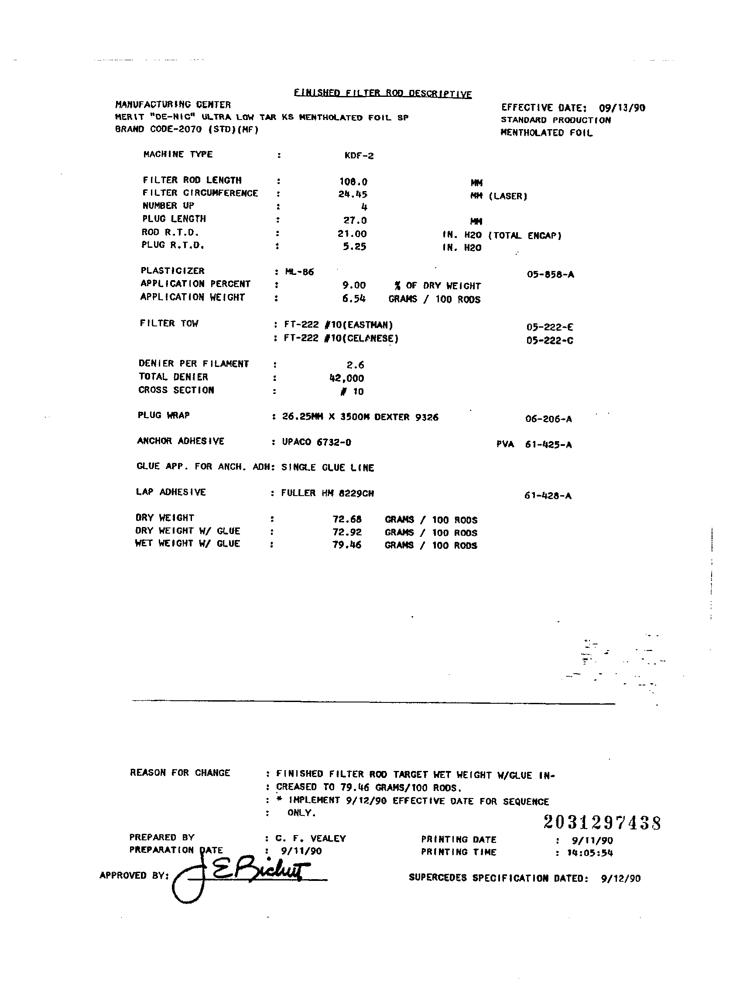 FINISHED FILTER ROD DESCRIPTIVE
MANUFACTURING CENTER
EFFECTIVE DATE: 09/13/90
MERIT "DE-NIC" ULTRA LOW TAR KS MENTHOLATED FOIL SP
STANDARD PRODUCTION
BRAND CODE-2070 (STD)(MF)
MENTHOLATED FOIL
MACHINE TYPE : KDF-2
FILTER ROD LENGTH : 108.0 MM
FILTER CIRCUMFERENCE : 24.45 MM (LASER)
NUMBER UP : 4
PLUG LENGTH : 27.0 MM
ROD R.T.D. : 21.00 IN. H2O (TOTAL ENCAP)
PLUG R.T.D. : 5.25 IN. H2O
PLASTICIZER : ML-86 05-858-A
APPLICATION PERCENT : 9.00 % OF DRY WEIGHT
APPLICATION WEIGHT : 6.54 GRAMS / 100 RODS
FILTER TOW : FT-222 #10(EASTMAN) 05-222-E
: FT-222 #10(CELANESE) 05-222-C
DENIER PER FILAMENT : 2.6
TOTAL DENIER : 42,000
CROSS SECTION : # 10
PLUG WRAP : 26.25MM X 3500M DEXTER 9326 06-206-A
ANCHOR ADHESIVE : UPACO 6732-0 PVA 61-425-A
GLUE APP. FOR ANCH. ADH: SINGLE GLUE LINE
LAP ADHESIVE : FULLER HM 8229CH 61-428-A
DRY WEIGHT : 72.68 GRAMS / 100 RODS
DRY WEIGHT W/ GLUE : 72.92 GRAMS / 100 RODS
WET WEIGHT W/ GLUE : 79.46 GRAMS / 100 RODS
REASON FOR CHANGE : FINISHED FILTER ROD TARGET WET WEIGHT W/GLUE IN-
: CREASED TO 79.46 GRAMS/100 RODS.
: * IMPLEMENT 9/12/90 EFFECTIVE DATE FOR SEQUENCE
: ONLY.
2031297438
PREPARED BY : C. F. VEALEY PRINTING DATE : 9/11/90
PREPARATION DATE : 9/11/90 PRINTING TIME : 14:05:54
APPROVED BY:
SUPERCEDES SPECIFICATION DATED: 9/12/90